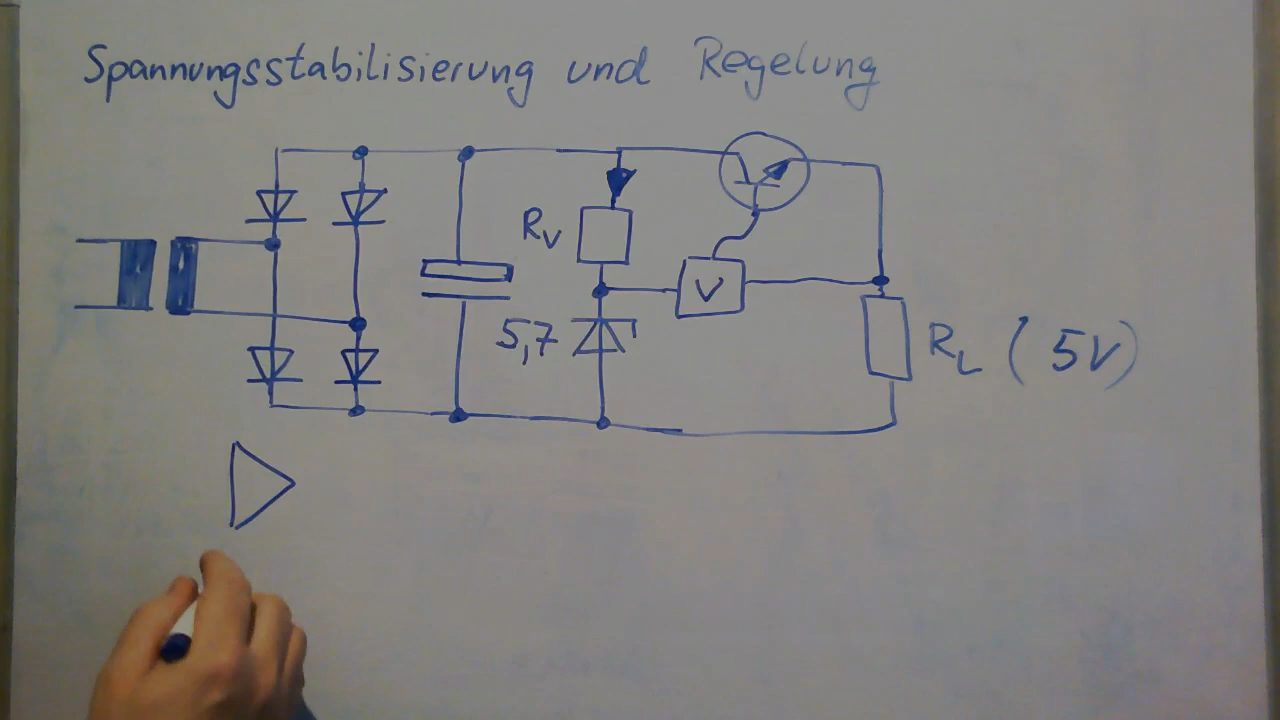 Spannungsstabilisierung und Regelung
R_V
V
5,7
R_L (5V)